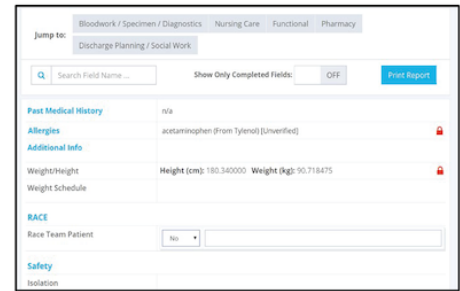 Jump to:
Bloodwork / Specimen / Diagnostics Nursing Care Functional Pharmacy
Discharge Planning / Social Work
Search Field Name ... Show Only Completed Fields: OFF Print Report
Past Medical History n/a
Allergies acetaminophen (From Tylenol) [Unverified]
Additional Info
Weight/Height Height (cm): 180.340000 Weight (kg): 90.718475
Weight Schedule
RACE
Race Team Patient No
Safety
Isolation